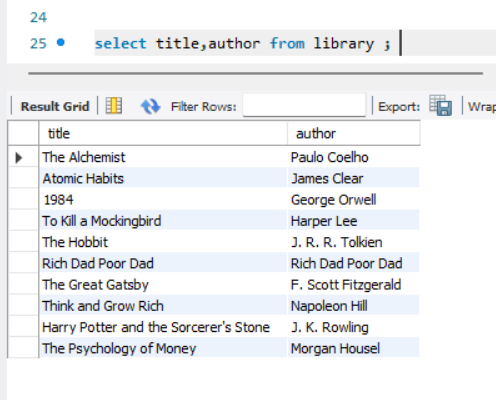 24
25 select title,author from library ;
Result Grid Filter Rows: Export: Wrap
title author
The Alchemist Paulo Coelho
Atomic Habits James Clear
1984 George Orwell
To Kill a Mockingbird Harper Lee
The Hobbit J. R. R. Tolkien
Rich Dad Poor Dad Rich Dad Poor Dad
The Great Gatsby F. Scott Fitzgerald
Think and Grow Rich Napoleon Hill
Harry Potter and the Sorcerer's Stone J. K. Rowling
The Psychology of Money Morgan Housel